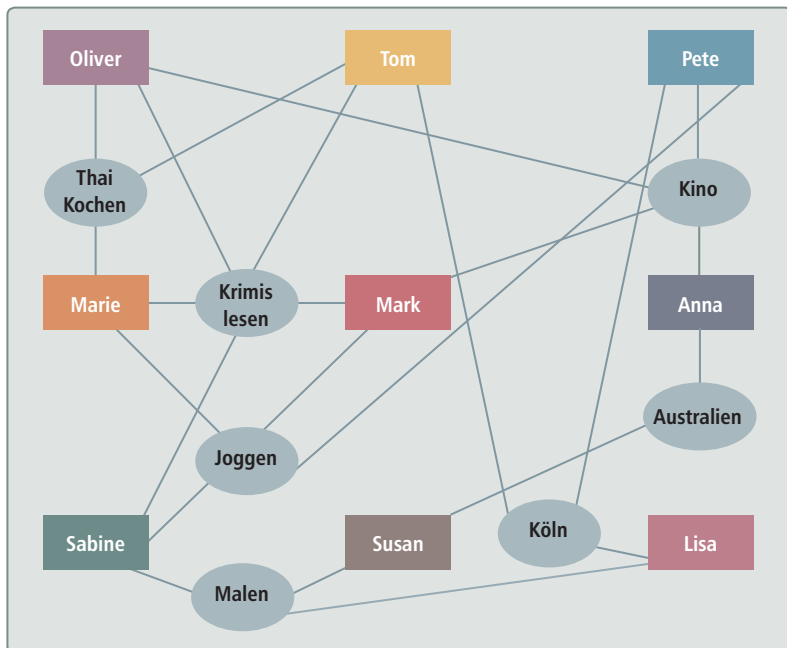 Oliver
Tom
Pete
Thai
Kochen
Kino
Marie
Krimis
lesen
Mark
Anna
Australien
Joggen
Sabine
Susan
Köln
Lisa
Malen